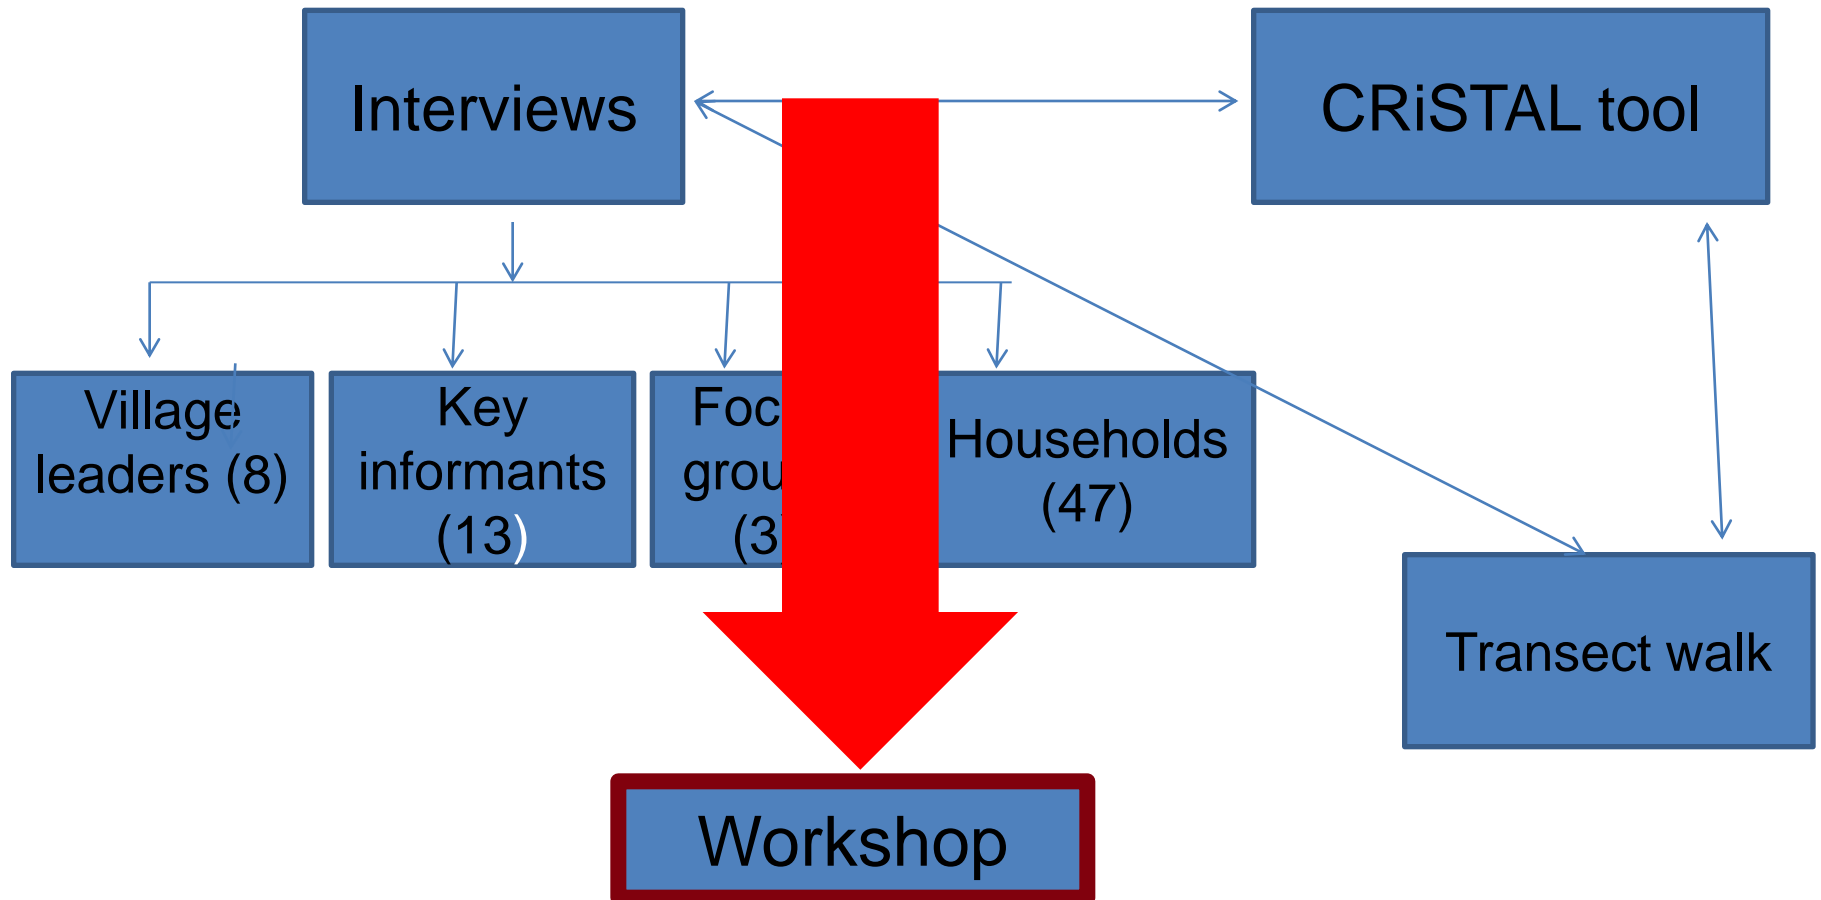 Interviews
CRiSTAL tool
Village
leaders (8)
Key
informants
(13)
Foc
grou
(3
Households
(47)
Transect walk
Workshop